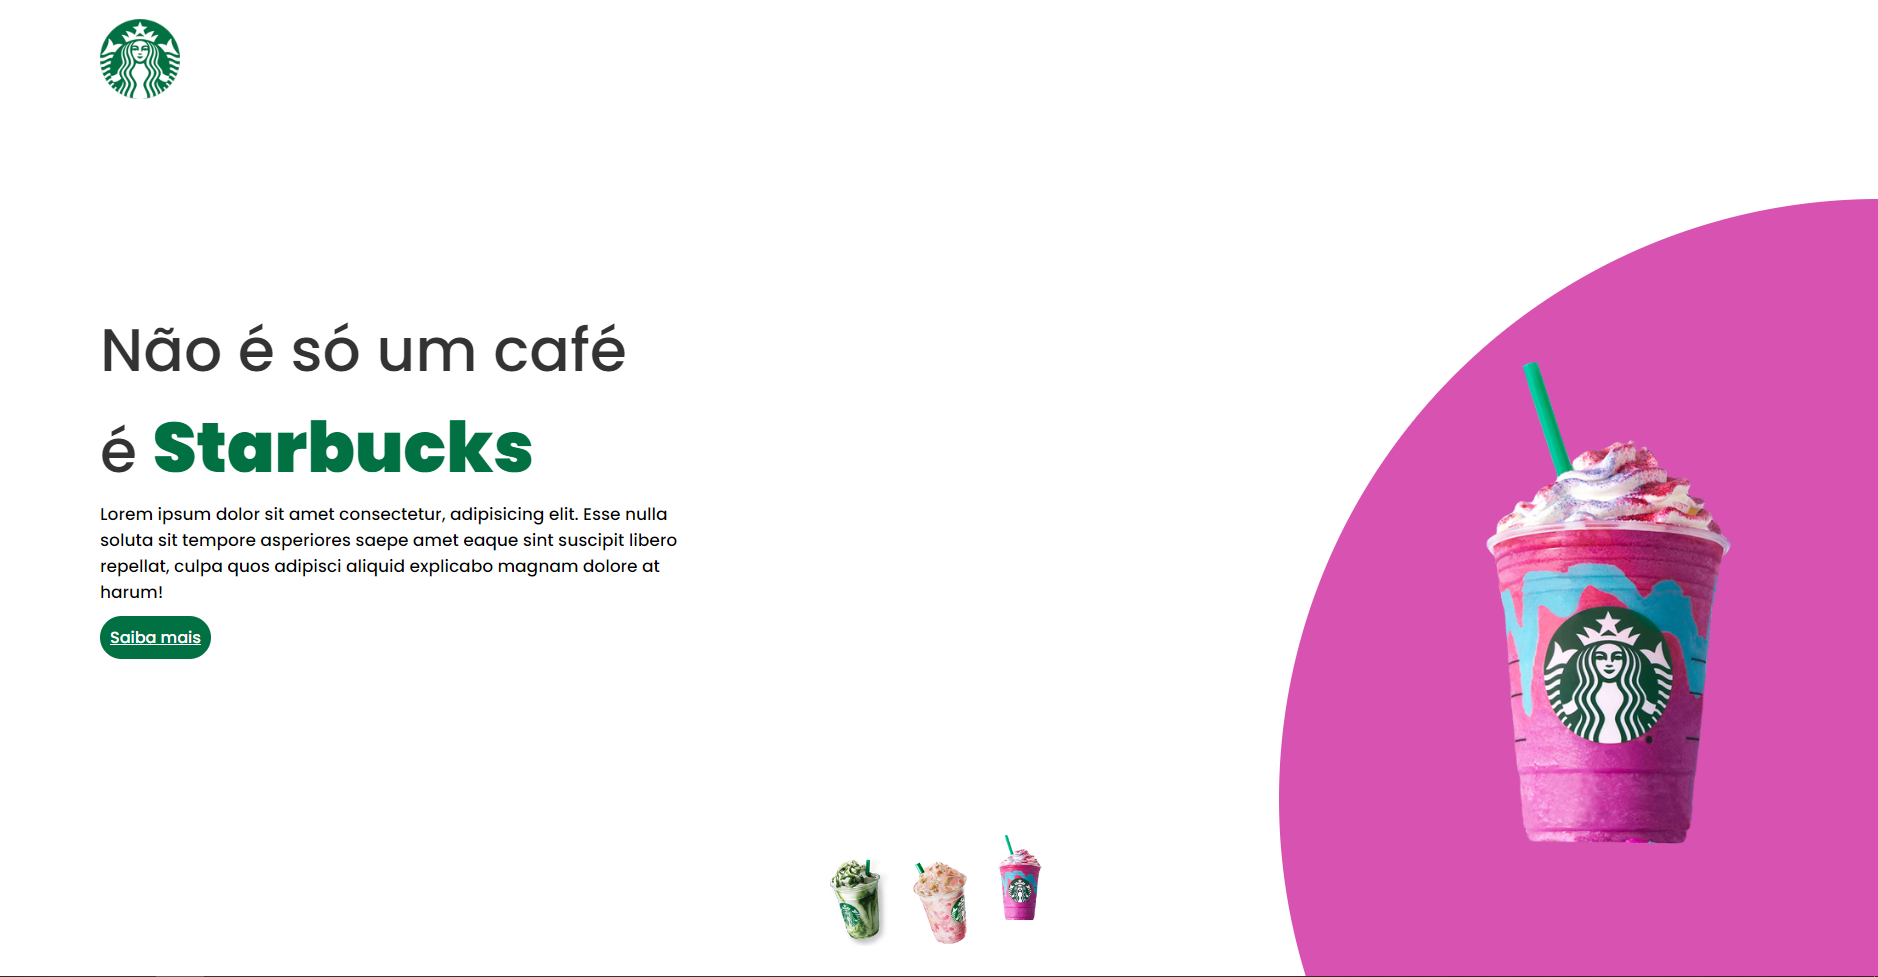 Não é só um café
é Starbucks
Lorem ipsum dolor sit amet consectetur, adipisicing elit. Esse nulla
soluta sit tempore asperiores saepe amet eaque sint suscipit libero
repellat, culpa quos adipisci aliquid explicabo magnam dolore at
harum!
Saiba mais